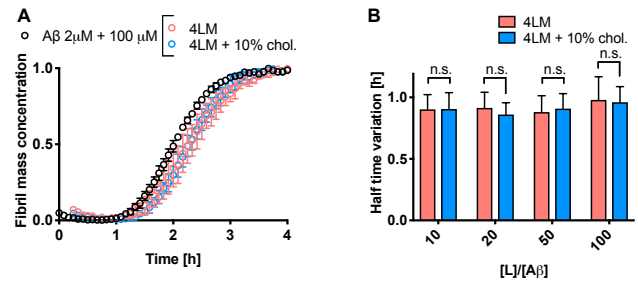 A
Aβ 2μM + 100 μM
4LM
4LM + 10% chol.
Fibril mass concentration
1.0
0.5
0.0
0 1 2 3 4
Time [h]
B
4LM
4LM + 10% chol.
Half time variation [h]
1.0
0.5
0.0
n.s. n.s. n.s. n.s.
10 20 50 100
[L]/[Aβ]